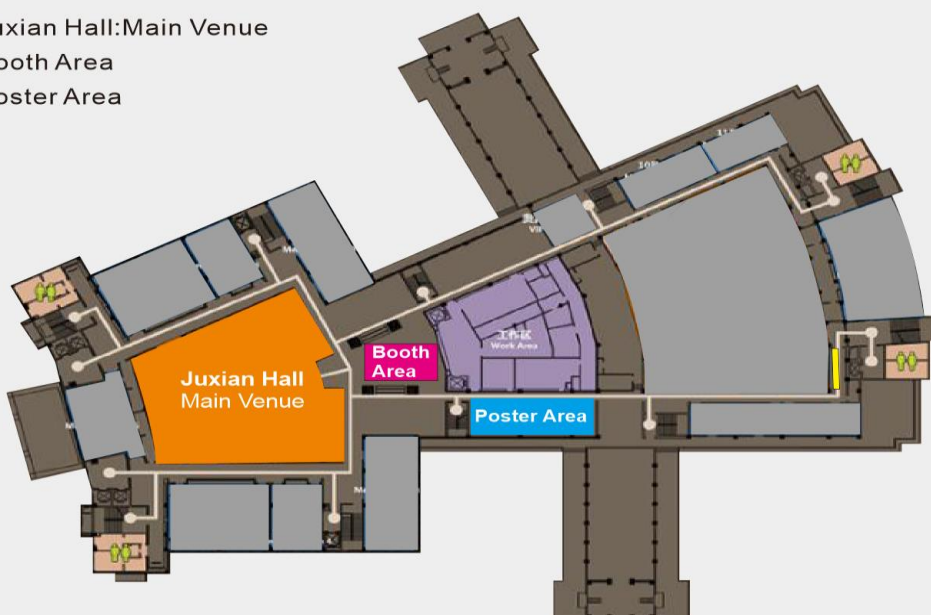 uxian Hall:Main Venue
ooth Area
oster Area
Booth
Area
工作区
Work Area
Juxian Hall
Main Venue
Poster Area